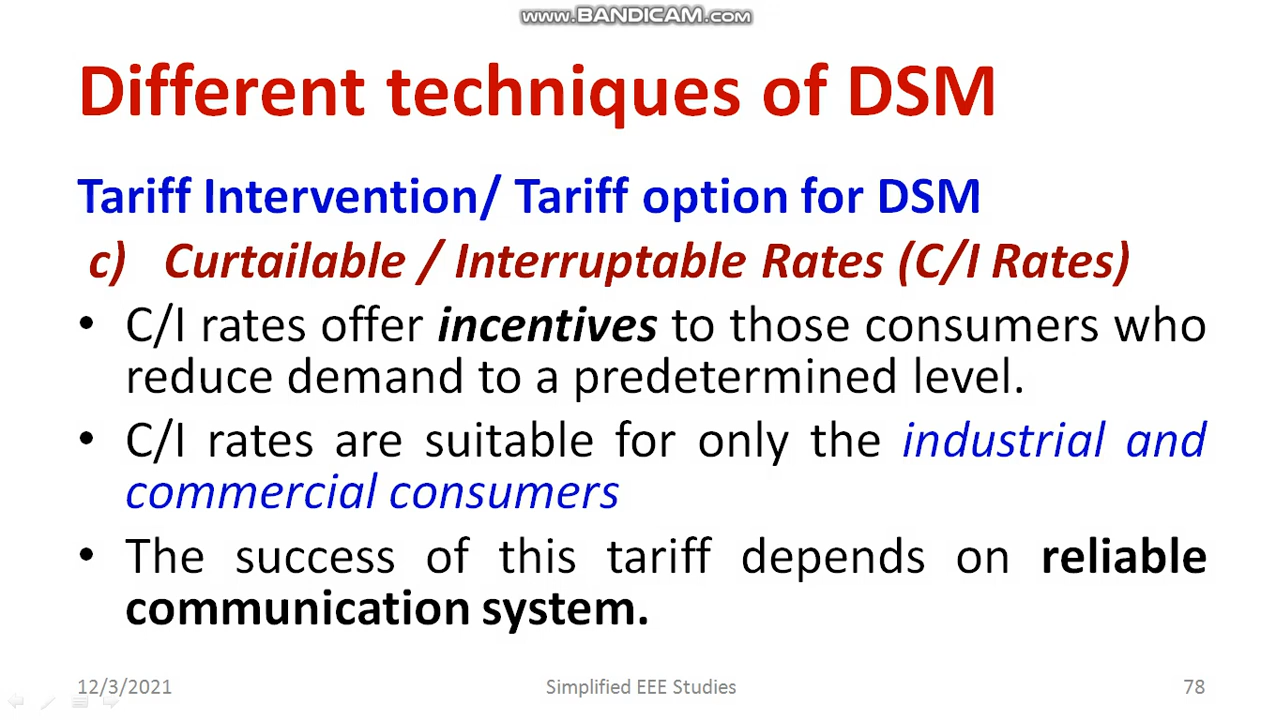 www.BANDICAM.com
Different techniques of DSM
Tariff Intervention/ Tariff option for DSM
c) Curtailable / Interruptable Rates (C/I Rates)
• C/I rates offer incentives to those consumers who
reduce demand to a predetermined level.
• C/I rates are suitable for only the industrial and
commercial consumers
• The success of this tariff depends on reliable
communication system.
12/3/2021 Simplified EEE Studies 78